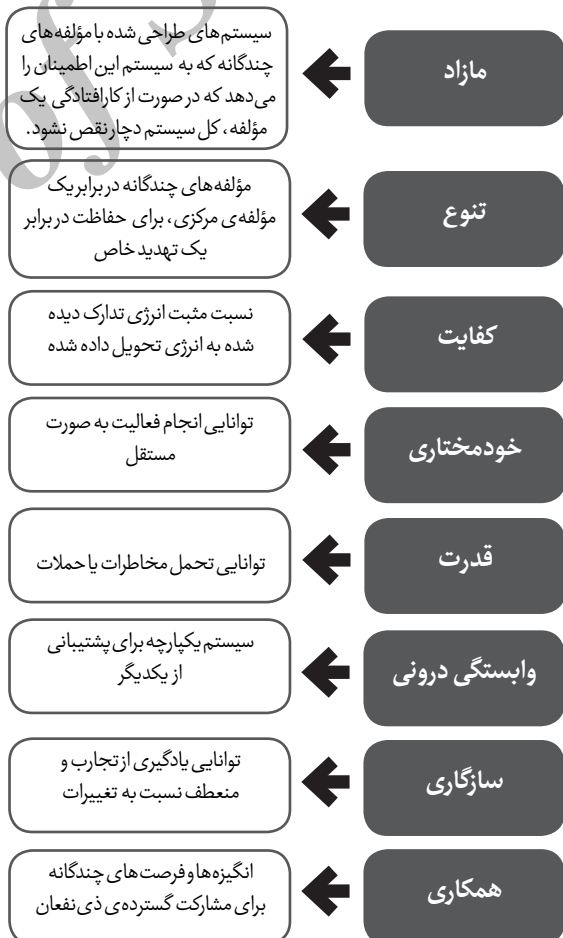 مازاد
سیستم‌های طراحی شده با مؤلفه‌های
چندگانه که به سیستم این اطمینان را
می‌دهد که در صورت از کارافتادگی یک
مؤلفه، کل سیستم دچار نقص نشود.
تنوع
مؤلفه‌های چندگانه در برابر یک
مؤلفه‌ی مرکزی، برای حفاظت در برابر
یک تهدید خاص
کفایت
نسبت مثبت انرژی تدارک دیده
شده به انرژی تحویل داده شده
خودمختاری
توانایی انجام فعالیت به صورت
مستقل
قدرت
توانایی تحمل مخاطرات یا حملات
وابستگی درونی
سیستم یکپارچه برای پشتیبانی
از یکدیگر
سازگاری
توانایی یادگیری از تجارب و
منعطف نسبت به تغییرات
همکاری
انگیزه‌ها و فرصت‌های چندگانه
برای مشارکت گسترده‌ی ذی‌نفعان
of